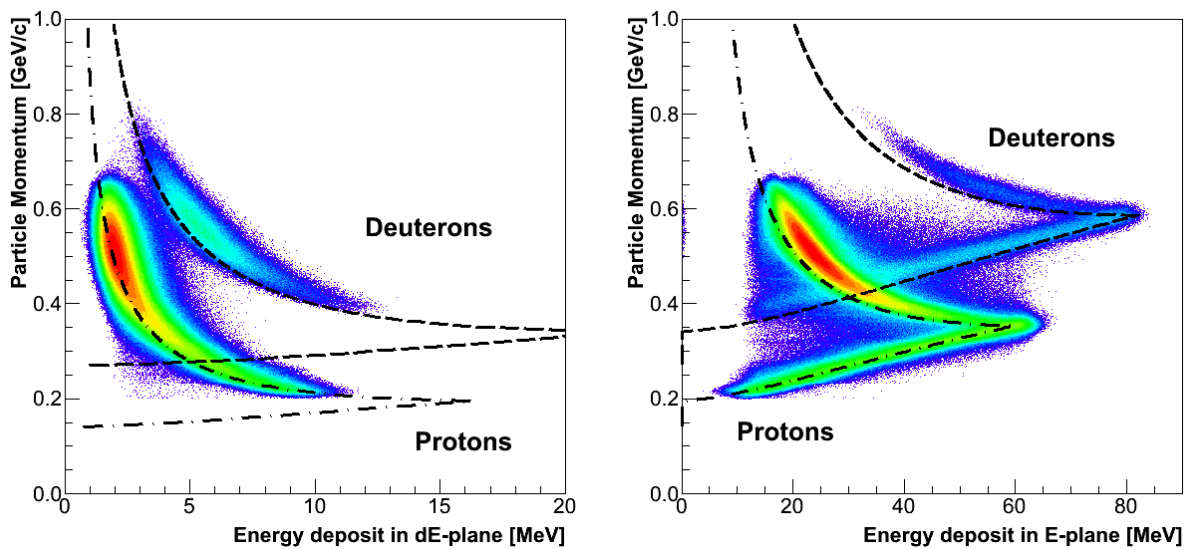 Particle Momentum [GeV/c]
1.0
0.8
0.6
0.4
0.2
0.0
Deuterons
Protons
0 5 10 15 20
Energy deposit in dE-plane [MeV]
Particle Momentum [GeV/c]
1.0
0.8
0.6
0.4
0.2
0.0
Deuterons
Protons
0 20 40 60 80
Energy deposit in E-plane [MeV]